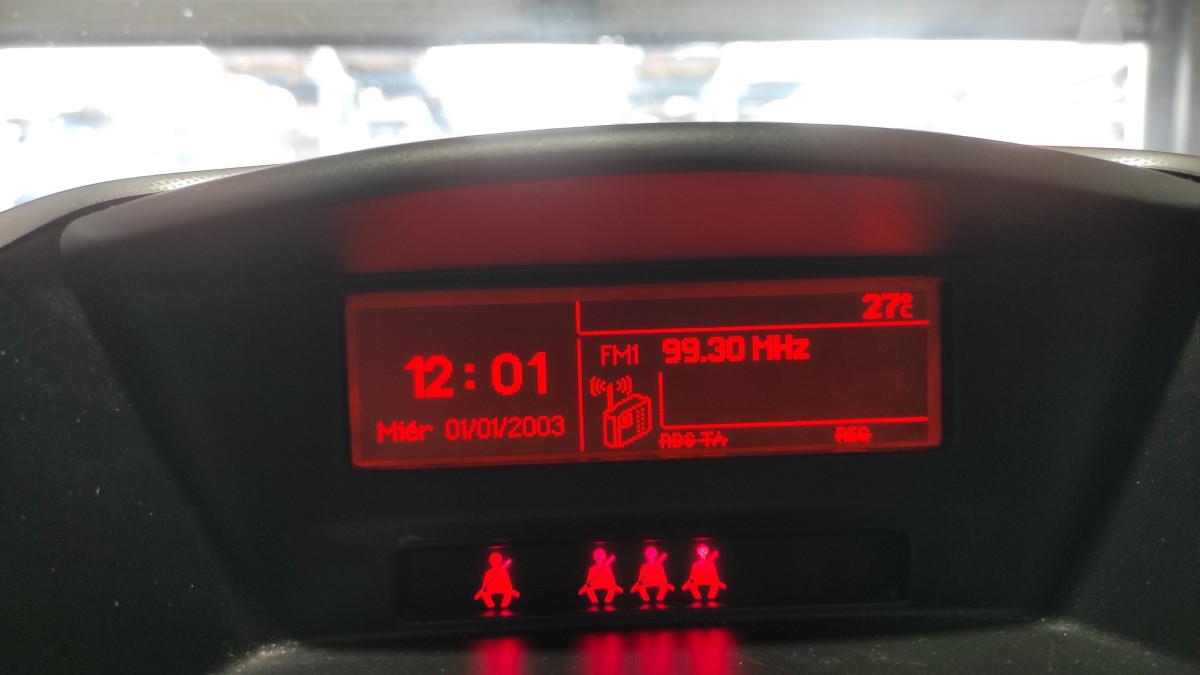 27°C
12:01
Miér 01/01/2003
FM1 99.30 MHz
RDS TA REG